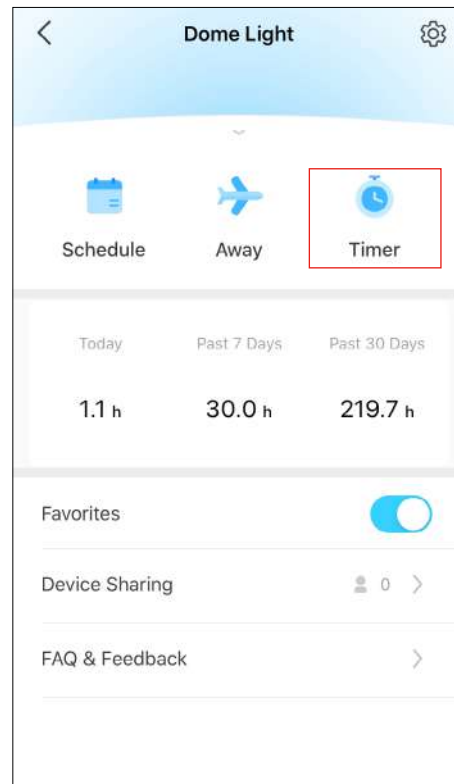 Dome Light
Schedule Away Timer
Today Past 7 Days Past 30 Days
1.1 h 30.0 h 219.7 h
Favorites
Device Sharing 0
FAQ & Feedback